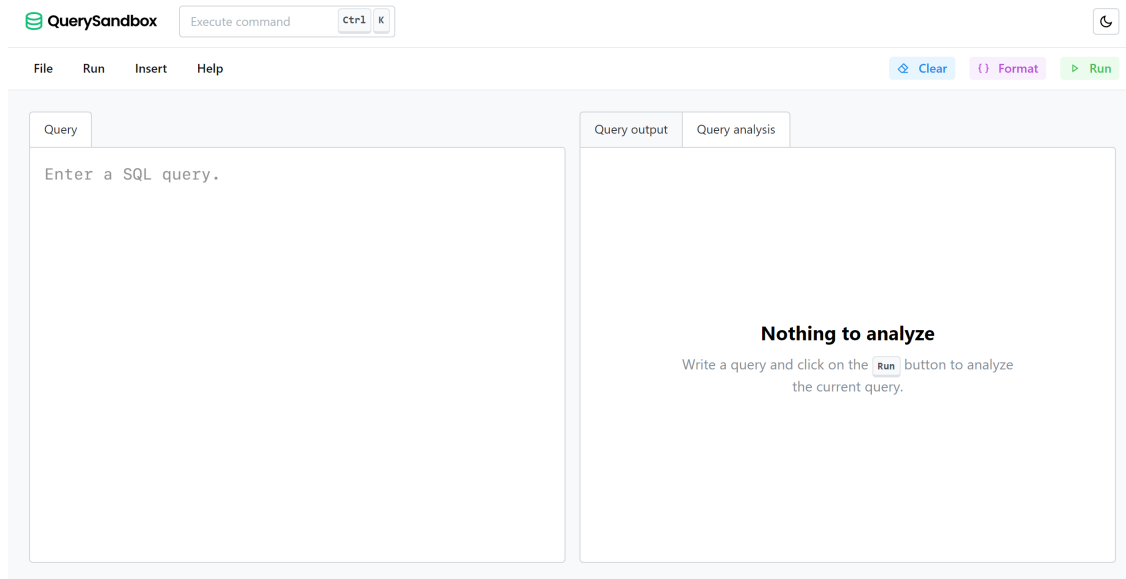 QuerySandbox
Execute command Ctrl K
File Run Insert Help Clear { } Format Run
Query
Enter a SQL query.
Query output Query analysis
Nothing to analyze
Write a query and click on the Run button to analyze
the current query.